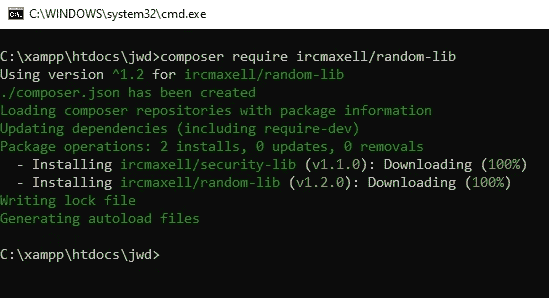 C:\WINDOWS\system32\cmd.exe
C:\xampp\htdocs\jwd>composer require ircmaxell/random-lib
Using version ^1.2 for ircmaxell/random-lib
./composer.json has been created
Loading composer repositories with package information
Updating dependencies (including require-dev)
Package operations: 2 installs, 0 updates, 0 removals
  - Installing ircmaxell/security-lib (v1.1.0): Downloading (100%)
  - Installing ircmaxell/random-lib (v1.2.0): Downloading (100%)
Writing lock file
Generating autoload files
C:\xampp\htdocs\jwd>